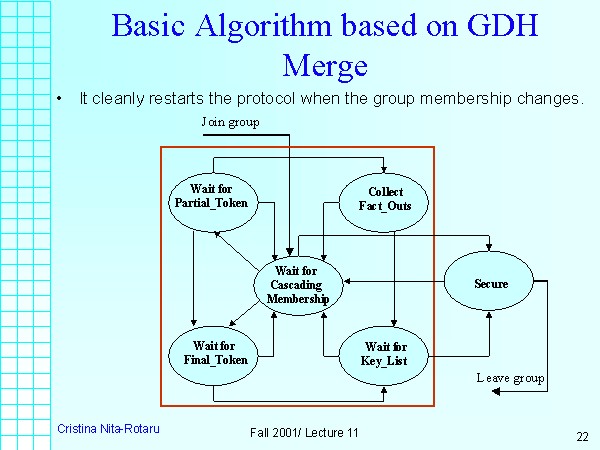 Basic Algorithm based on GDH
Merge
• It cleanly restarts the protocol when the group membership changes.
Join group
Wait for
Partial_Token
Collect
Fact_Outs
Wait for
Cascading
Membership
Secure
Wait for
Final_Token
Wait for
Key_List
Leave group
Cristina Nita-Rotaru
Fall 2001/ Lecture 11
22